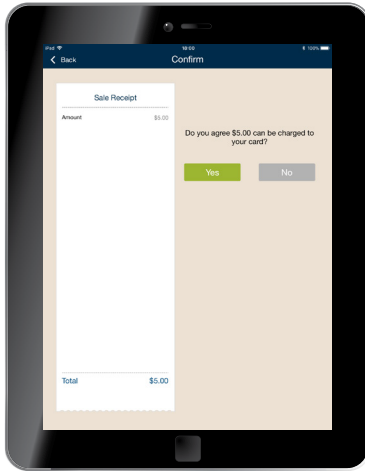 iPad 10:00 100%
Back Confirm
Sale Receipt
Amount $5.00
Do you agree $5.00 can be charged to
your card?
Yes No
Total $5.00